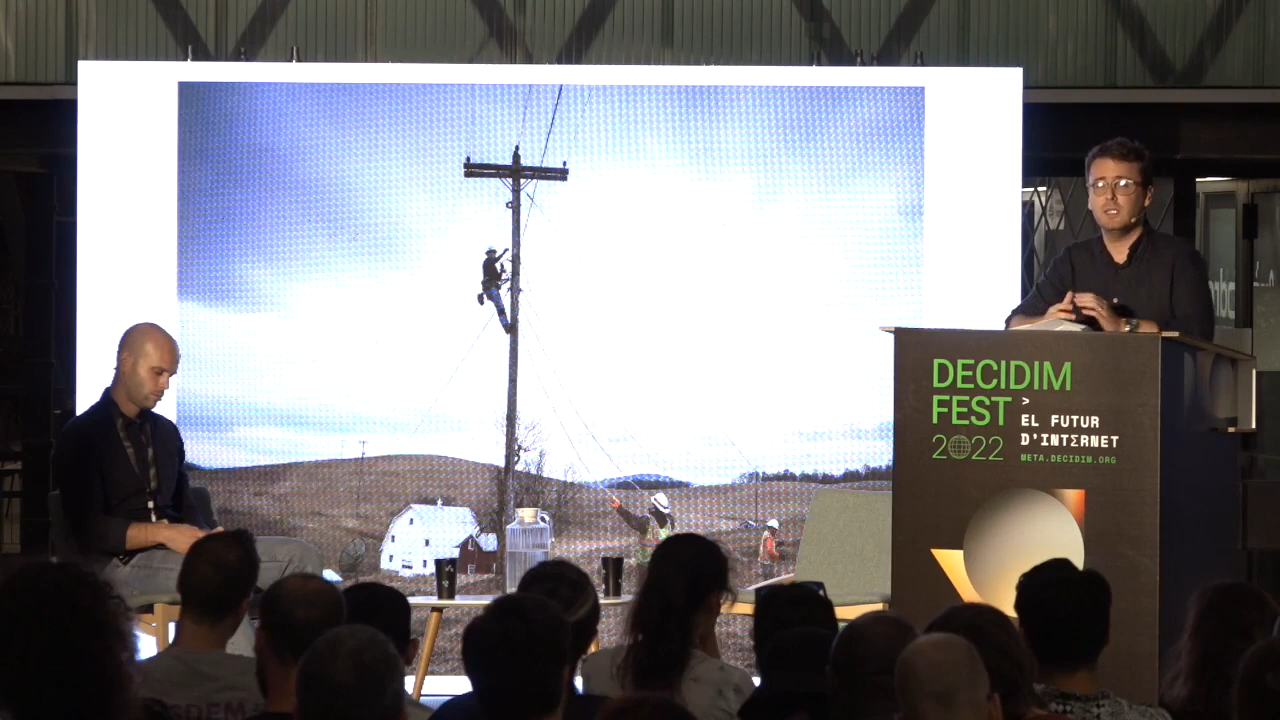 DECIDIM
FEST >
2022
EL FUTUR
D'INTΣRNET
META.DECIDIM.ORG